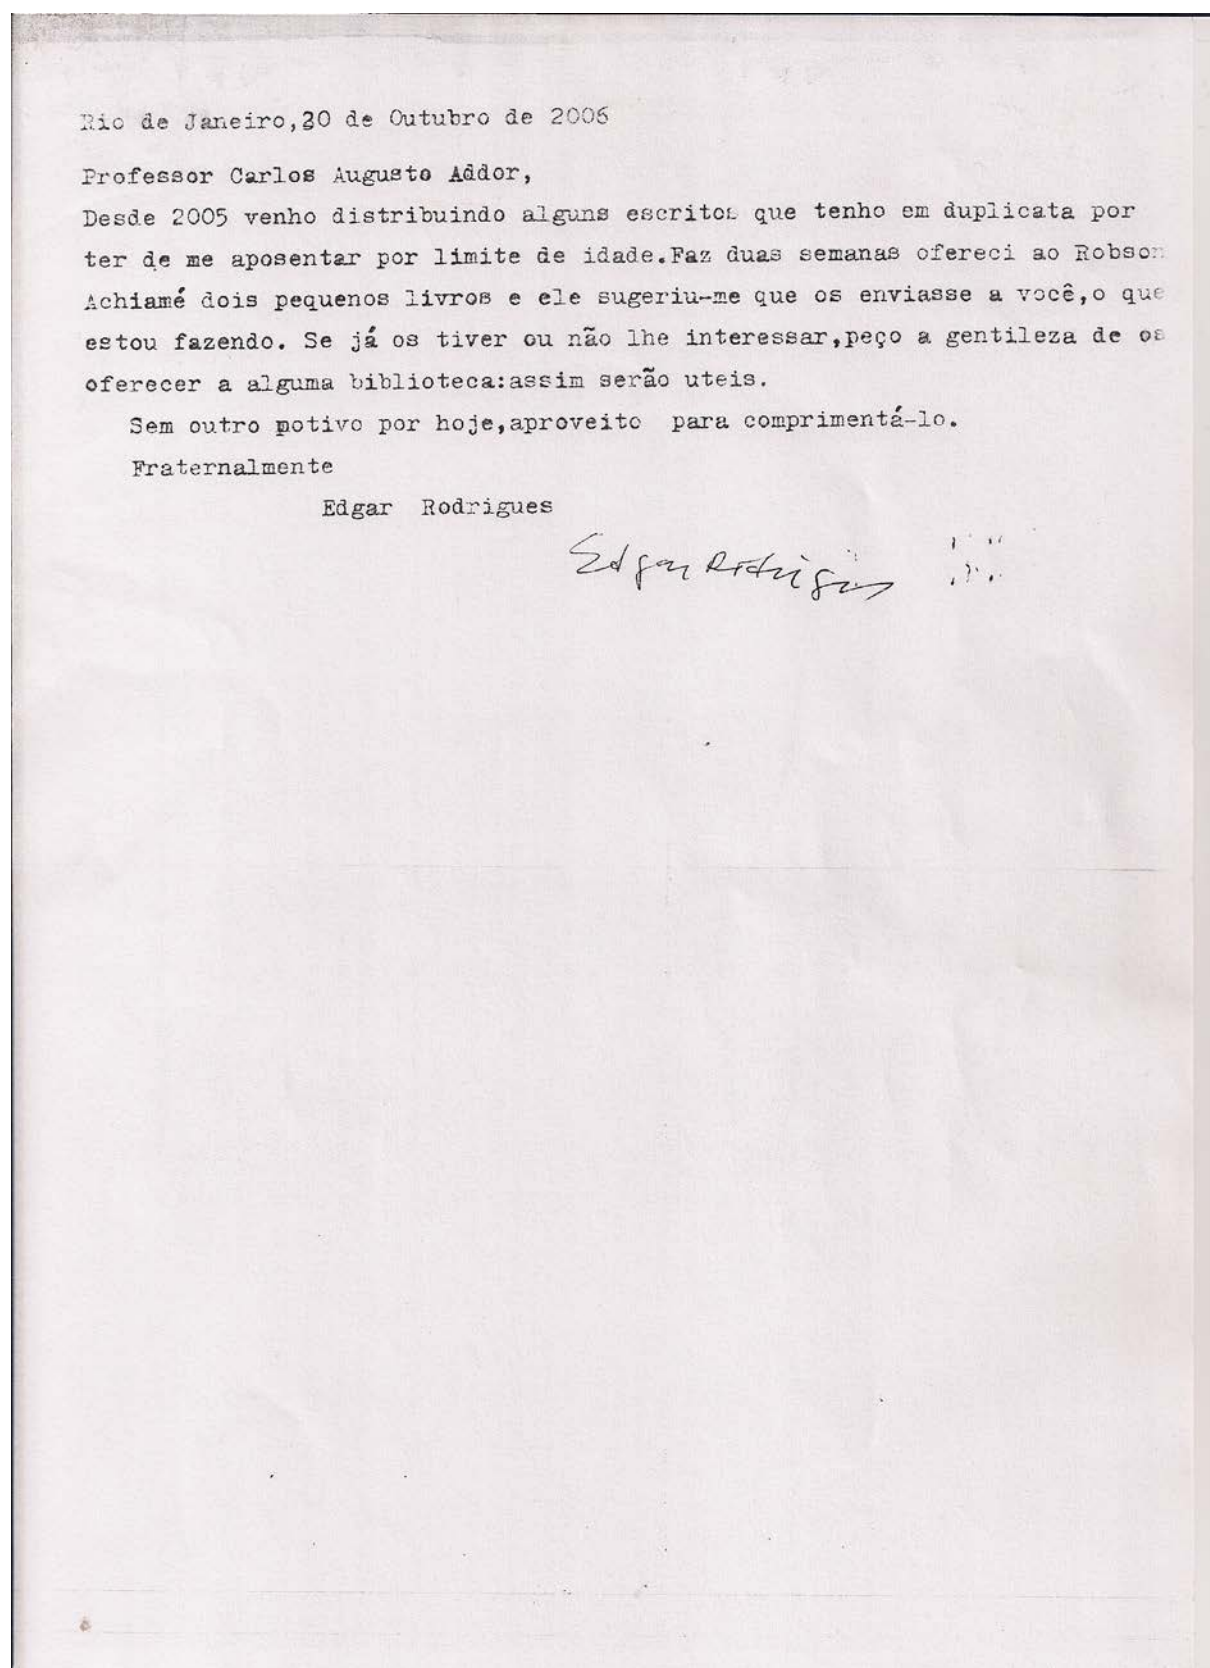 Rio de Janeiro,30 de Outubro de 2006
Professor Carlos Augusto Addor,
Desde 2005 venho distribuindo alguns escritos que tenho em duplicata por
ter de me aposentar por limite de idade.Faz duas semanas ofereci ao Robson
Achiamé dois pequenos livros e ele sugeriu-me que os enviasse a você,o que
estou fazendo. Se já os tiver ou não lhe interessar,peço a gentileza de os
oferecer a alguma biblioteca:assim serão uteis.
Sem outro motivo por hoje,aproveito para comprimentá-lo.
Fraternalmente
Edgar Rodrigues
Edgar Rodrigues